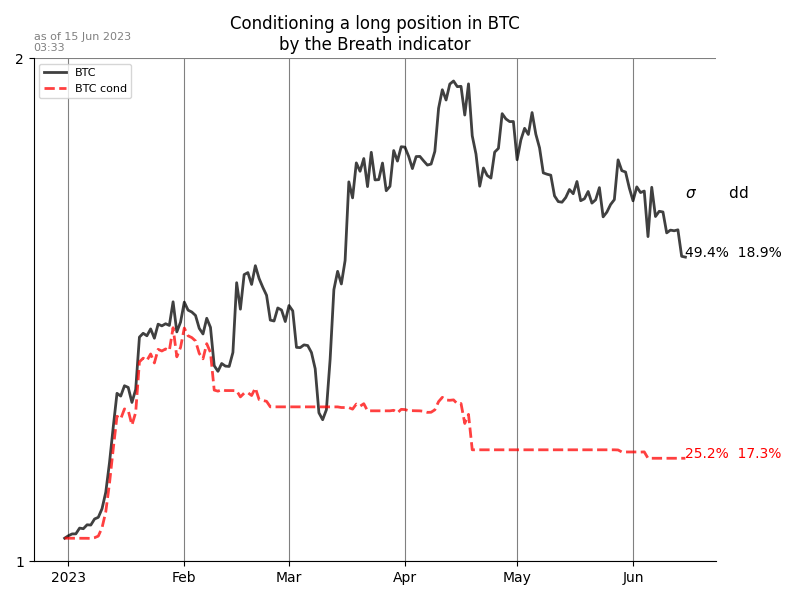 Conditioning a long position in BTC
by the Breath indicator
as of 15 Jun 2023
03:33
2
BTC
BTC cond
σ dd
49.4% 18.9%
25.2% 17.3%
1
2023 Feb Mar Apr May Jun